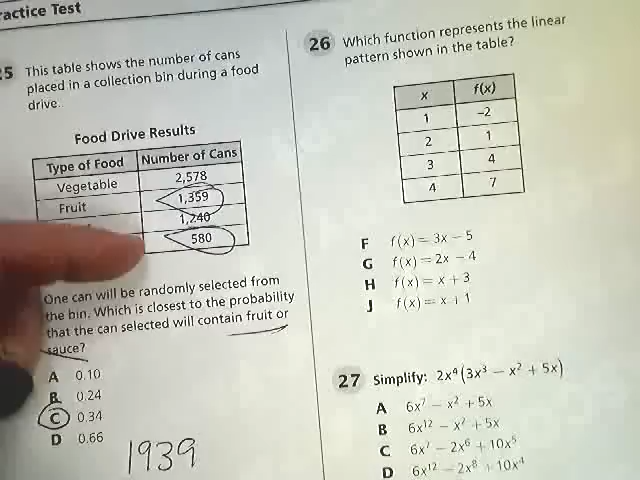 ractice Test
25 This table shows the number of cans
placed in a collection bin during a food
drive.
Food Drive Results
Type of Food Number of Cans
Vegetable 2,578
Fruit 1,359
1,240
580
One can will be randomly selected from
the bin. Which is closest to the probability
that the can selected will contain fruit or
sauce?
A 0.10
B 0.24
C 0.34
D 0.66
1939
26 Which function represents the linear
pattern shown in the table?
x f(x)
1 −2
2 1
3 4
4 7
F f(x) = 3x − 5
G f(x) = 2x − 4
H f(x) = x + 3
J f(x) = x + 1
27 Simplify: 2x⁴(3x³ − x² + 5x)
A 6x⁷ − x² + 5x
B 6x¹² − x² + 5x
C 6x⁷ − 2x⁶ + 10x⁵
D 6x¹² − 2x⁸ + 10x⁴